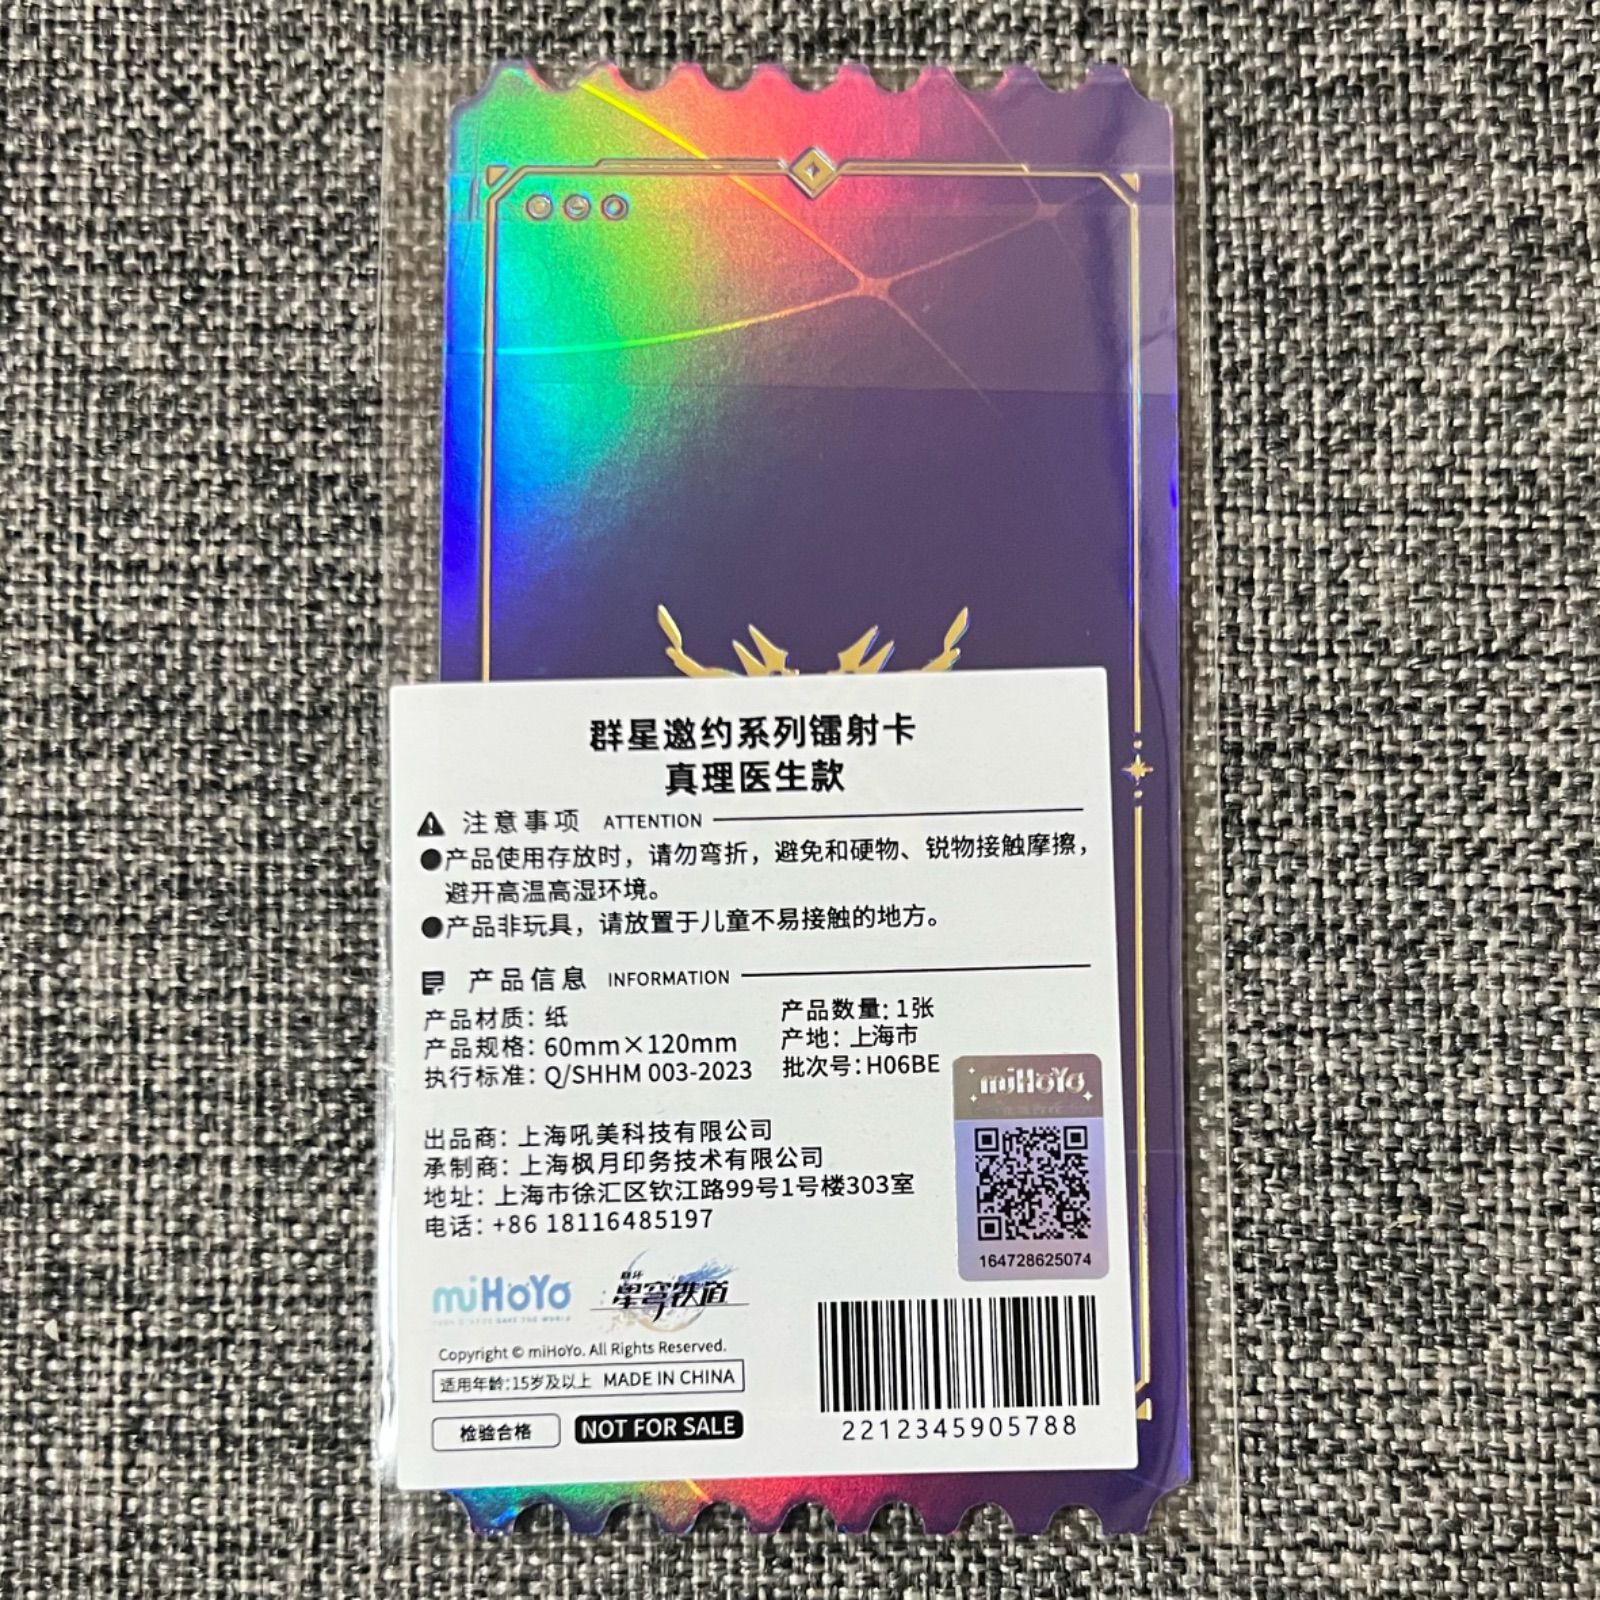 群星邀约系列镭射卡
真理医生款
注意事项 ATTENTION
●产品使用存放时，请勿弯折，避免和硬物、锐物接触摩擦，
避开高温高湿环境。
●产品非玩具，请放置于儿童不易接触的地方。
产品信息 INFORMATION
产品材质：纸
产品数量：1张
产品规格：60mm×120mm
产地：上海市
执行标准：Q/SHHM 003-2023
批次号：H06BE
miHoYo
出品商：上海吼美科技有限公司
承制商：上海枫月印务技术有限公司
地址：上海市徐汇区钦江路99号1号楼303室
电话：+86 18116485197
164728625074
miHoYo
崩坏
星穹铁道
Copyright © miHoYo. All Rights Reserved.
适用年龄：15岁及以上 MADE IN CHINA
检验合格 NOT FOR SALE
2212345905788